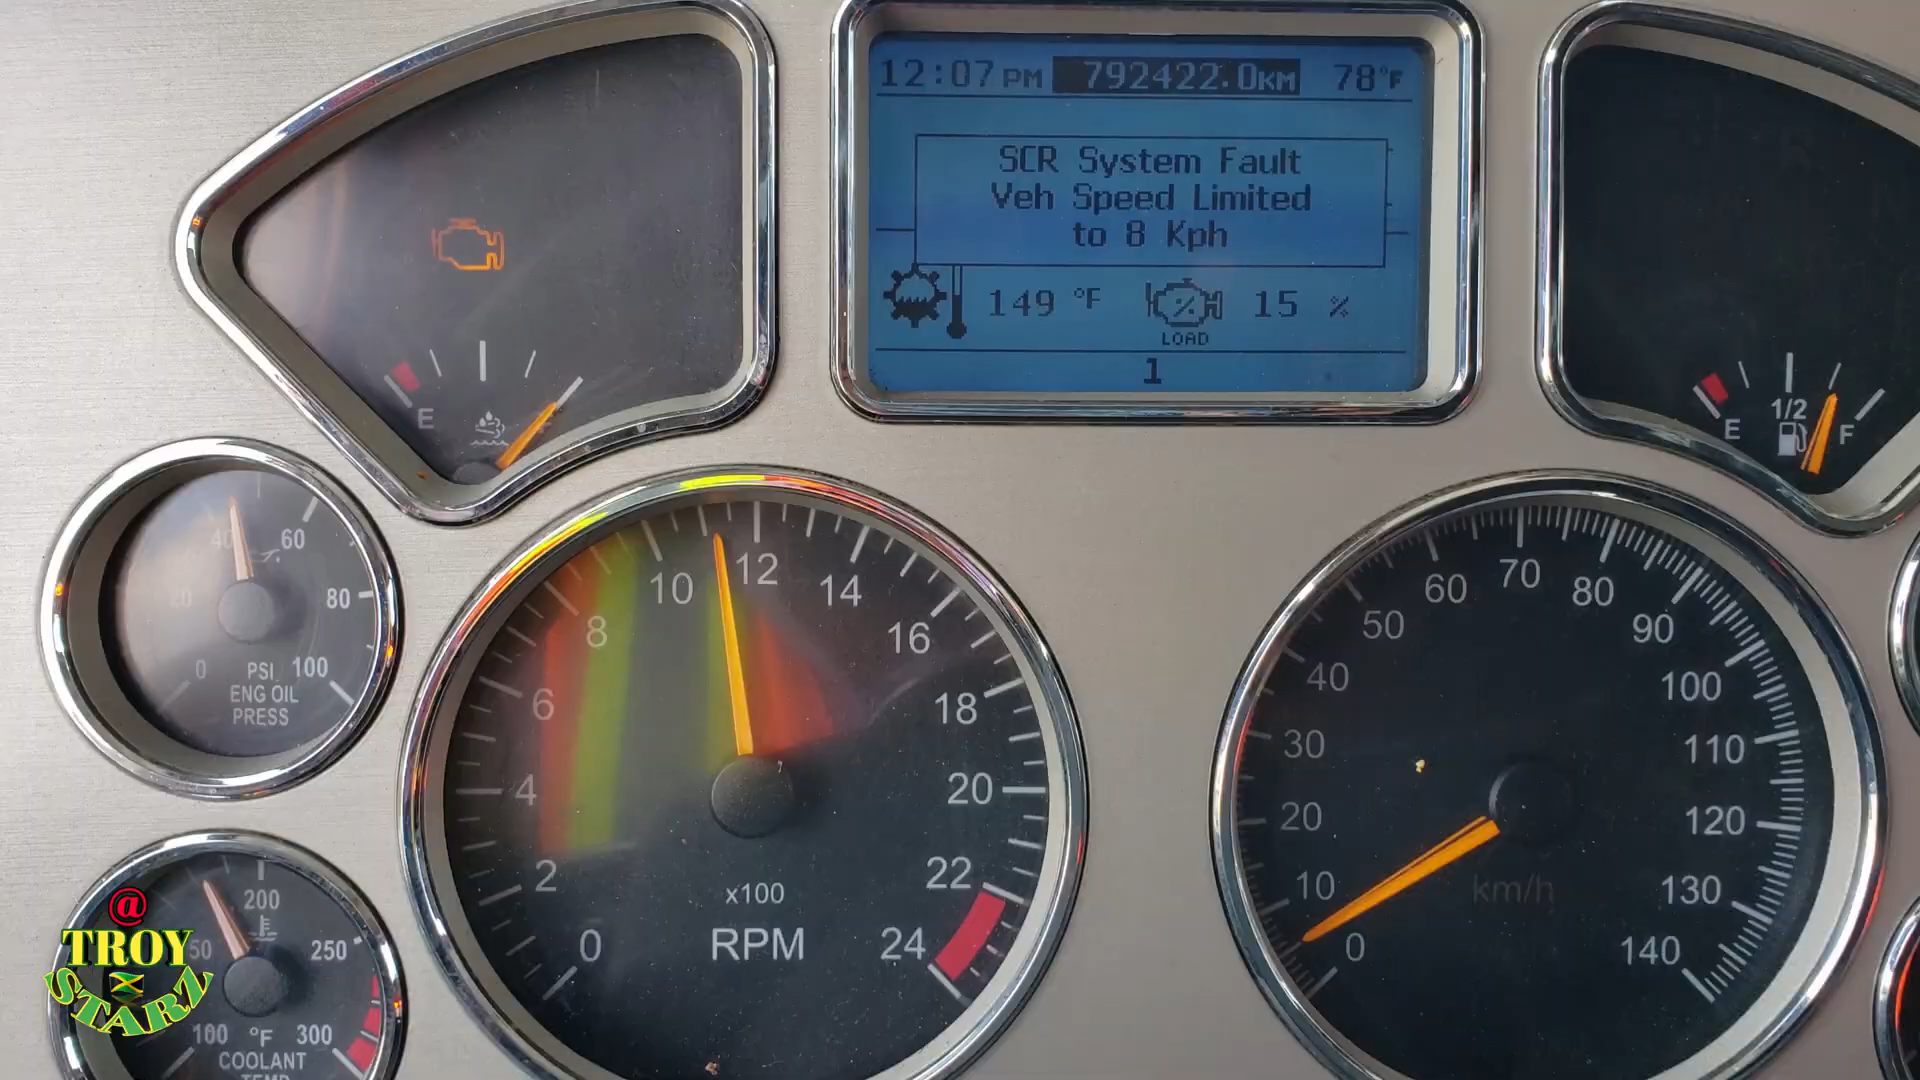 12:07 PM 792422.0KM 78°F
SCR System Fault
Veh Speed Limited
to 8 Kph
149 °F 15 %
LOAD
1
E F
E 1/2 F
20 40 60 80
0 PSI 100
ENG OIL
PRESS
0 2 4 6 8 10 12 14 16 18 20 22 24
x100
RPM
0 10 20 30 40 50 60 70 80 90 100 110 120 130 140
km/h
50 200 250
100 °F 300
COOLANT
TEMP
@
TROY
STARZ